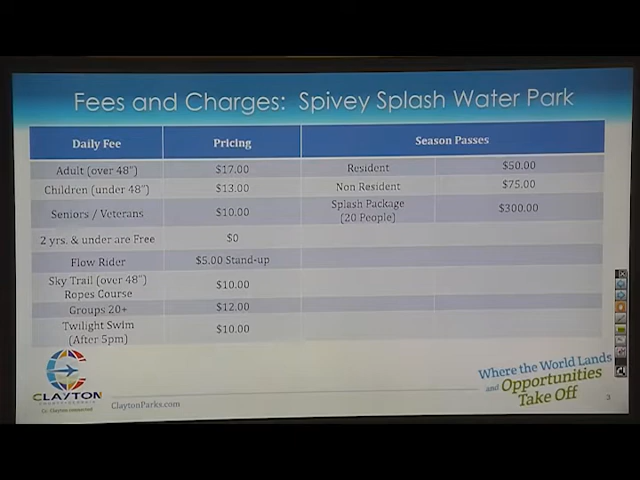 Fees and Charges: Spivey Splash Water Park
Daily Fee Pricing Season Passes
Adult (over 48") $17.00 Resident $50.00
Children (under 48") $13.00 Non Resident $75.00
Seniors / Veterans $10.00 Splash Package (20 People) $300.00
2 yrs. & under are Free $0
Flow Rider $5.00 Stand-up
Sky Trail (over 48") Ropes Course $10.00
Groups 20+ $12.00
Twilight Swim (After 5pm) $10.00
CLAYTON
ClaytonParks.com
Where the World Lands
and Opportunities
Take Off
3